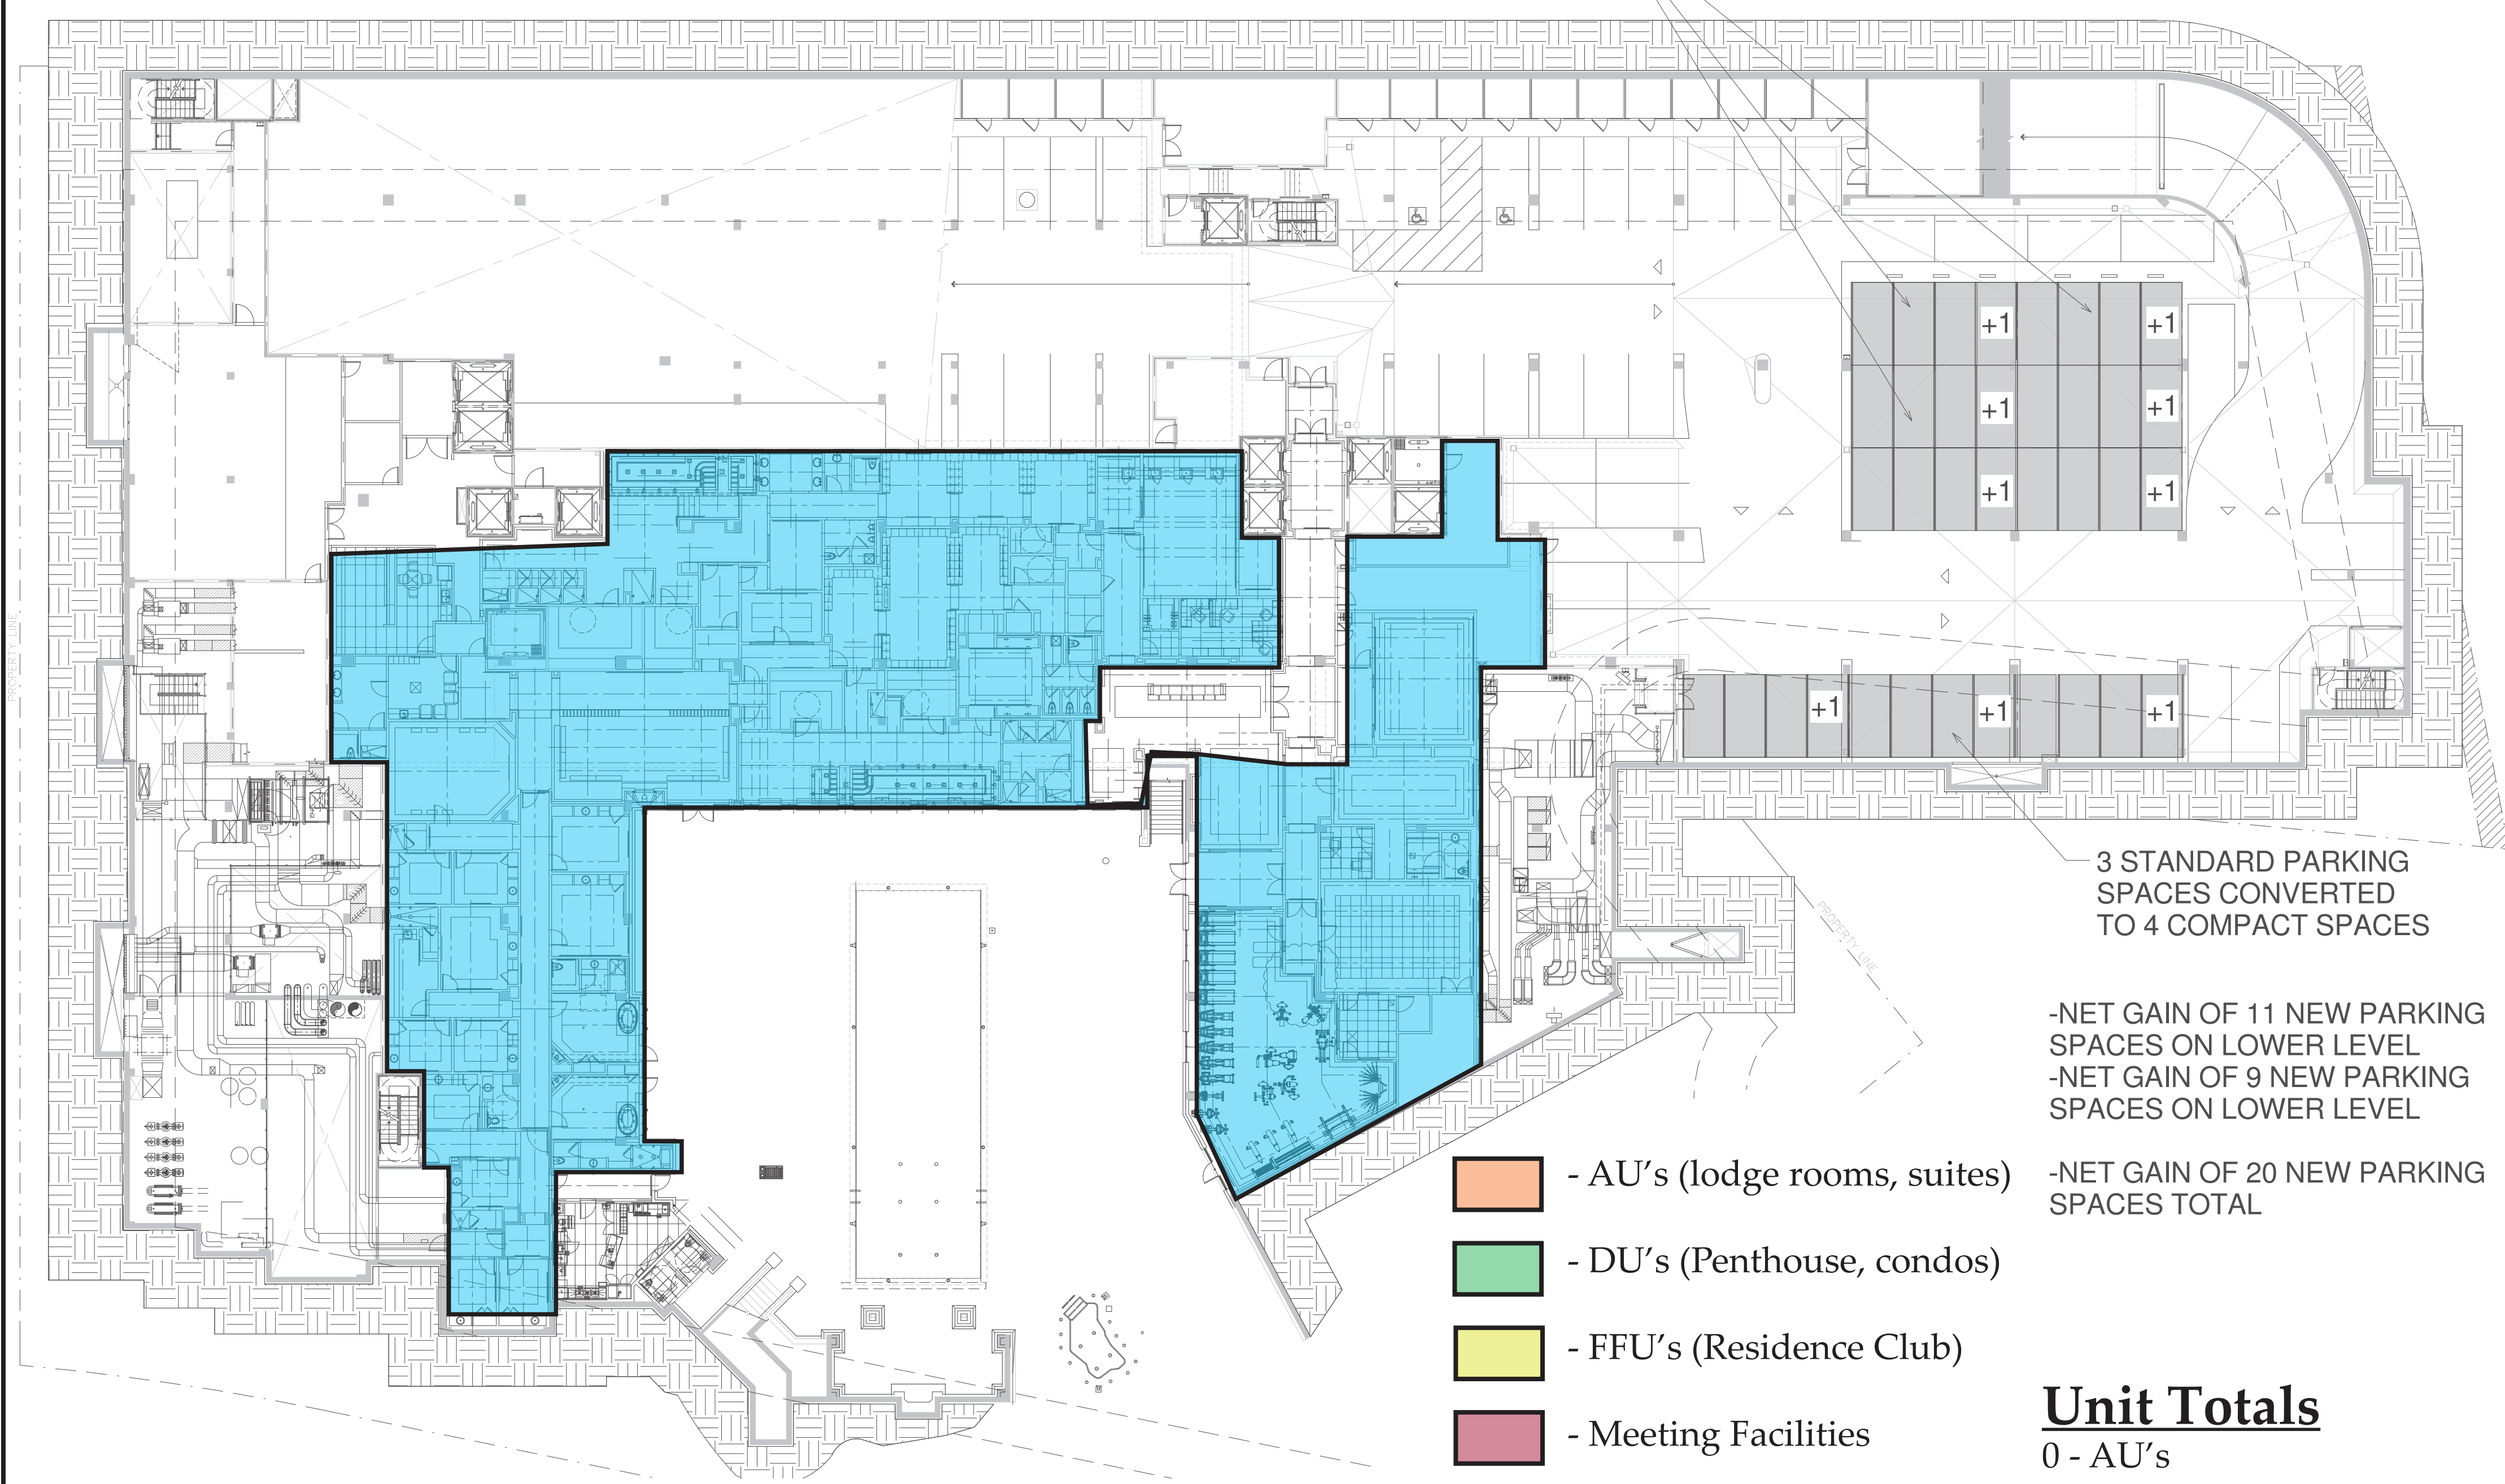 +1
+1
+1
+1
+1
+1
+1
+1
+1
PROPERTY LINE
PROPERTY LINE
3 STANDARD PARKING
SPACES CONVERTED
TO 4 COMPACT SPACES
-NET GAIN OF 11 NEW PARKING
SPACES ON LOWER LEVEL
-NET GAIN OF 9 NEW PARKING
SPACES ON LOWER LEVEL
-NET GAIN OF 20 NEW PARKING
SPACES TOTAL
- AU's (lodge rooms, suites)
- DU's (Penthouse, condos)
- FFU's (Residence Club)
- Meeting Facilities
Unit Totals
0 - AU's